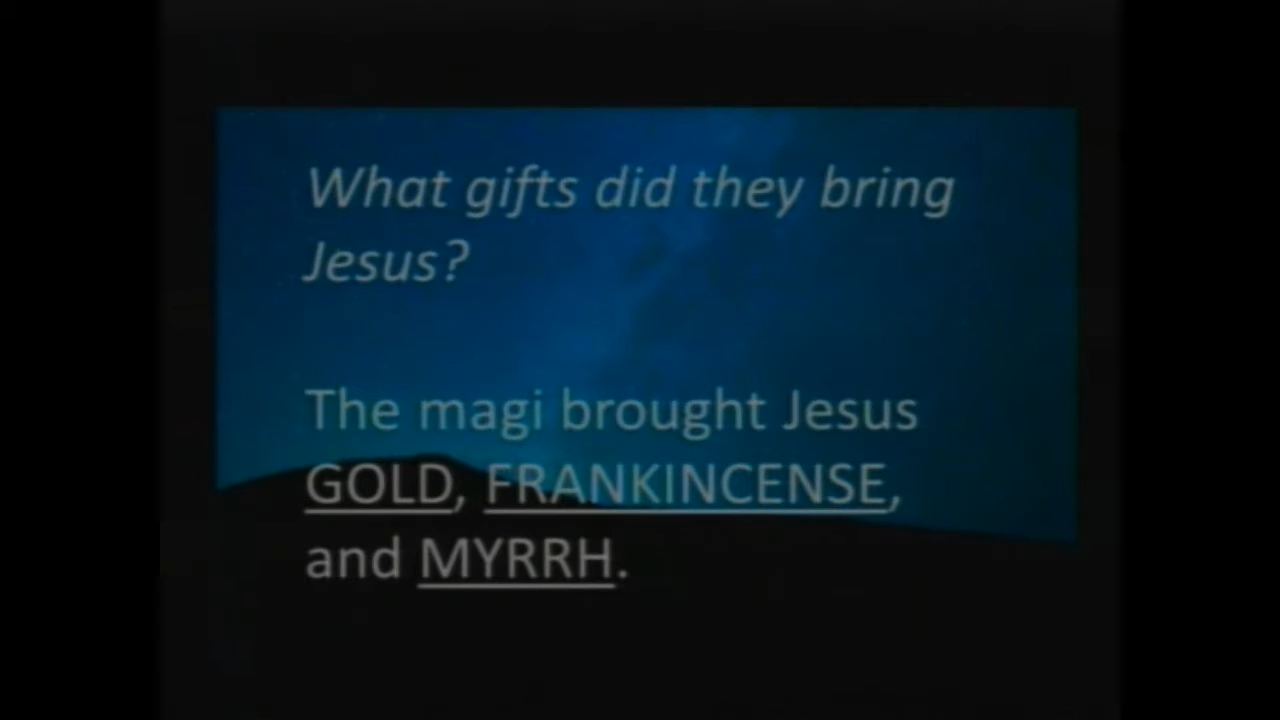 What gifts did they bring
Jesus?
The magi brought Jesus
GOLD, FRANKINCENSE,
and MYRRH.